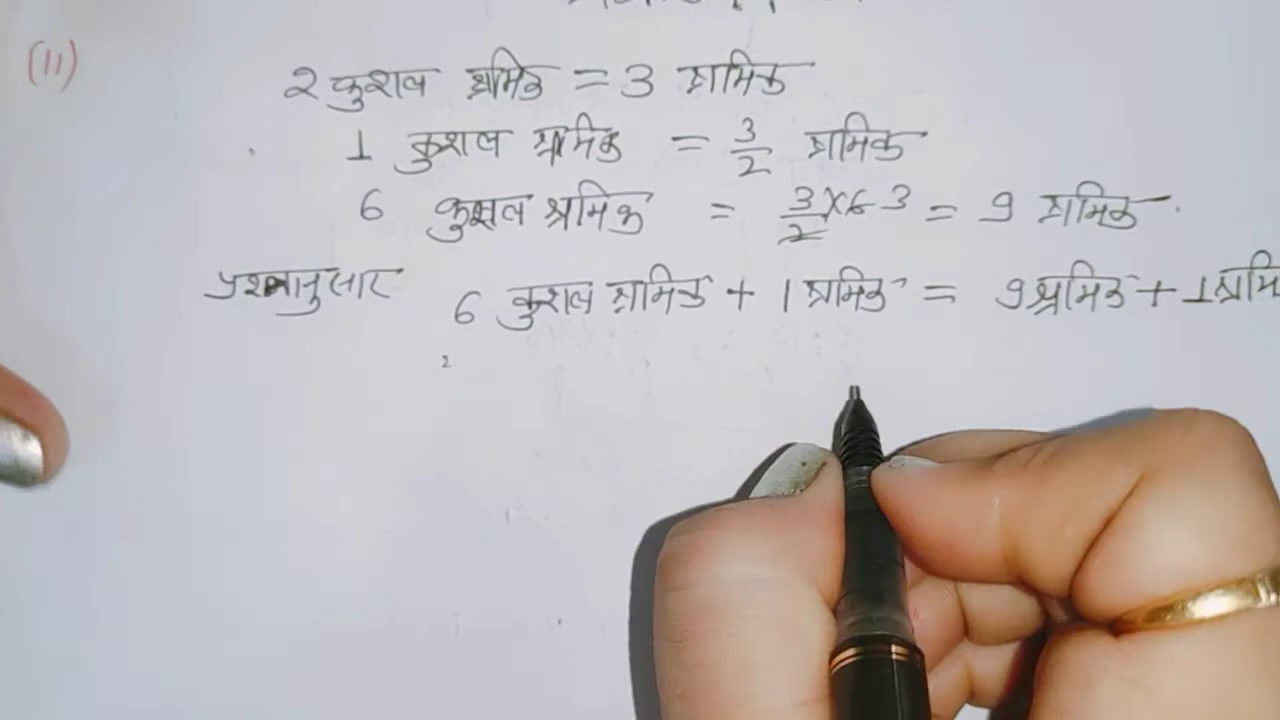 (11)
2 कुशल श्रमिक = 3 श्रमिक
1 कुशल श्रमिक = 3/2 श्रमिक
6 कुशल श्रमिक = 3/2 × 6 3 = 9 श्रमिक
प्रश्नानुसार 6 कुशल श्रमिक + 1 श्रमिक = 9 श्रमिक + 1 श्रमि